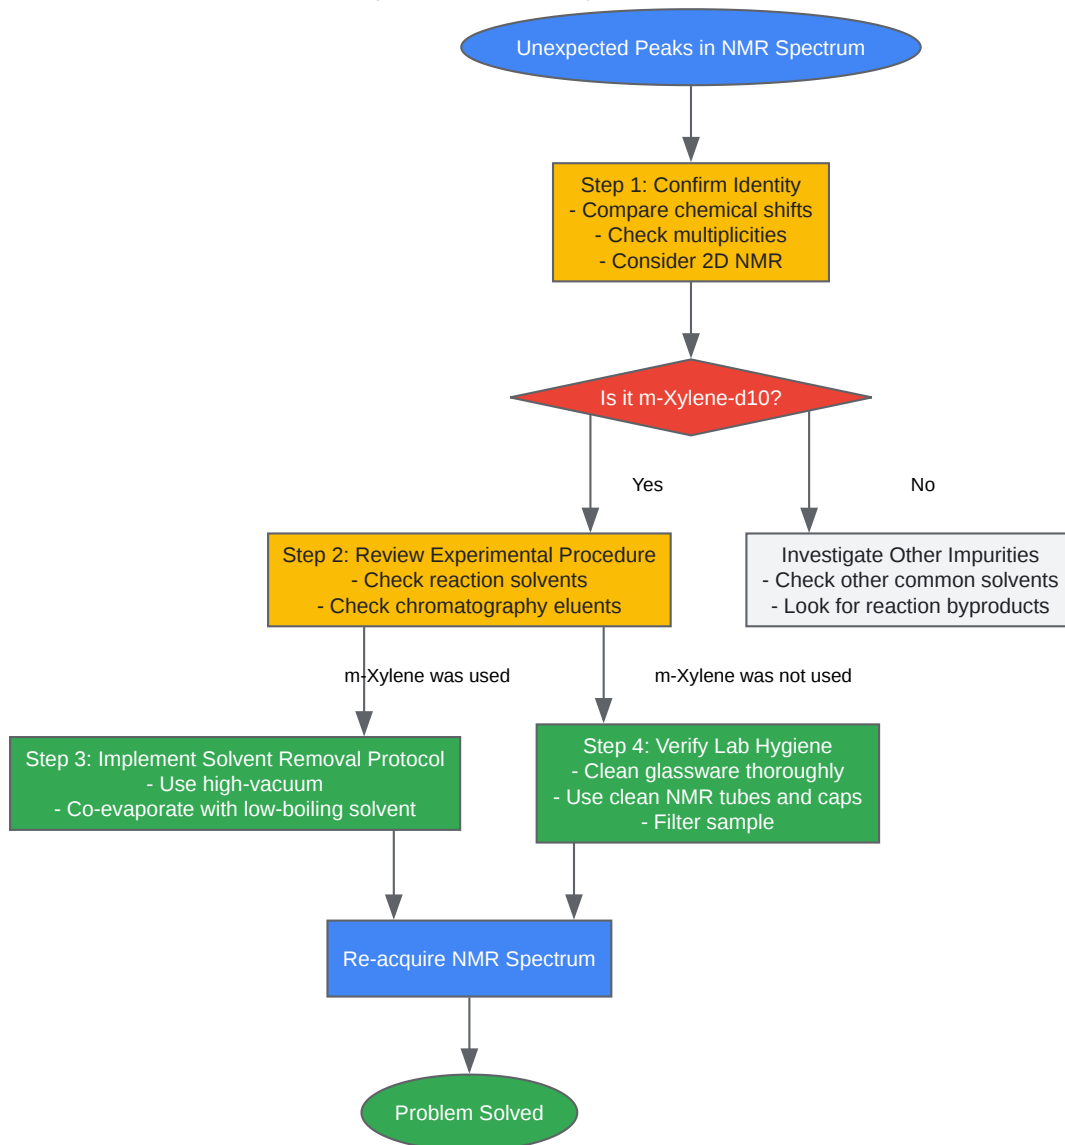 Unexpected Peaks in NMR Spectrum
Step 1: Confirm Identity
- Compare chemical shifts
- Check multiplicities
- Consider 2D NMR
Is it m-Xylene-d10?
Yes
No
Step 2: Review Experimental Procedure
- Check reaction solvents
- Check chromatography eluents
Investigate Other Impurities
- Check other common solvents
- Look for reaction byproducts
m-Xylene was used
m-Xylene was not used
Step 3: Implement Solvent Removal Protocol
- Use high-vacuum
- Co-evaporate with low-boiling solvent
Step 4: Verify Lab Hygiene
- Clean glassware thoroughly
- Use clean NMR tubes and caps
- Filter sample
Re-acquire NMR Spectrum
Problem Solved